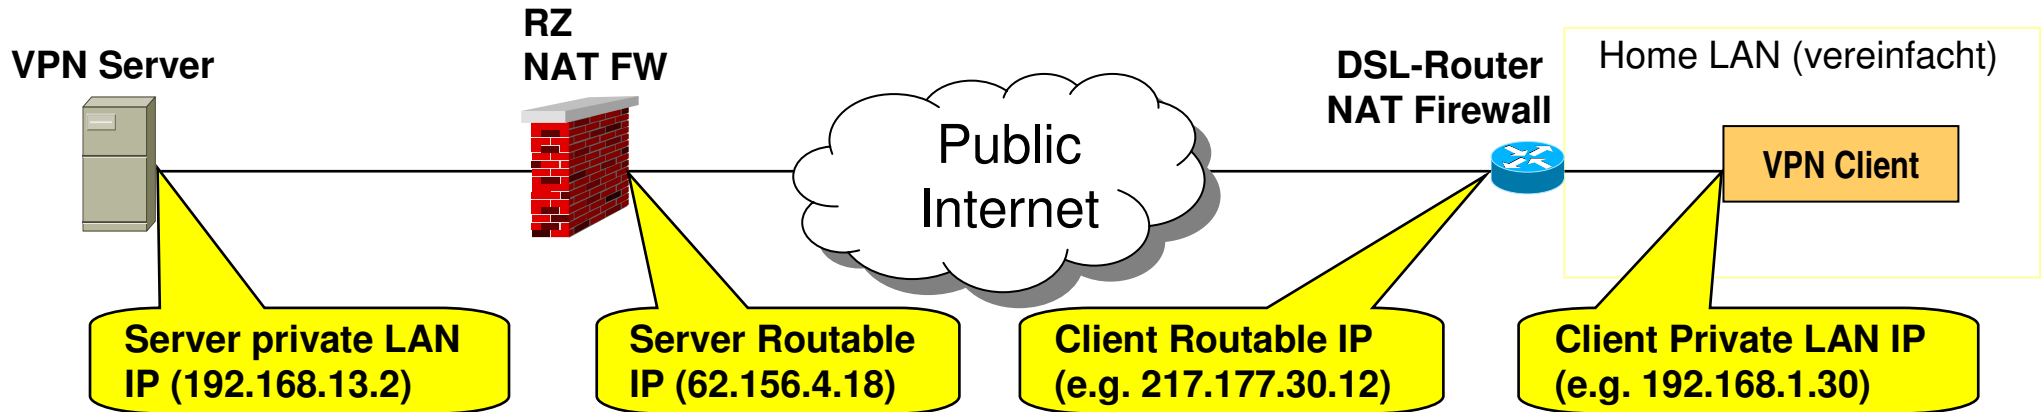 VPN Server
RZ
NAT FW
Public
Internet
DSL-Router
NAT Firewall
Home LAN (vereinfacht)
VPN Client
Server private LAN
IP (192.168.13.2)
Server Routable
IP (62.156.4.18)
Client Routable IP
(e.g. 217.177.30.12)
Client Private LAN IP
(e.g. 192.168.1.30)